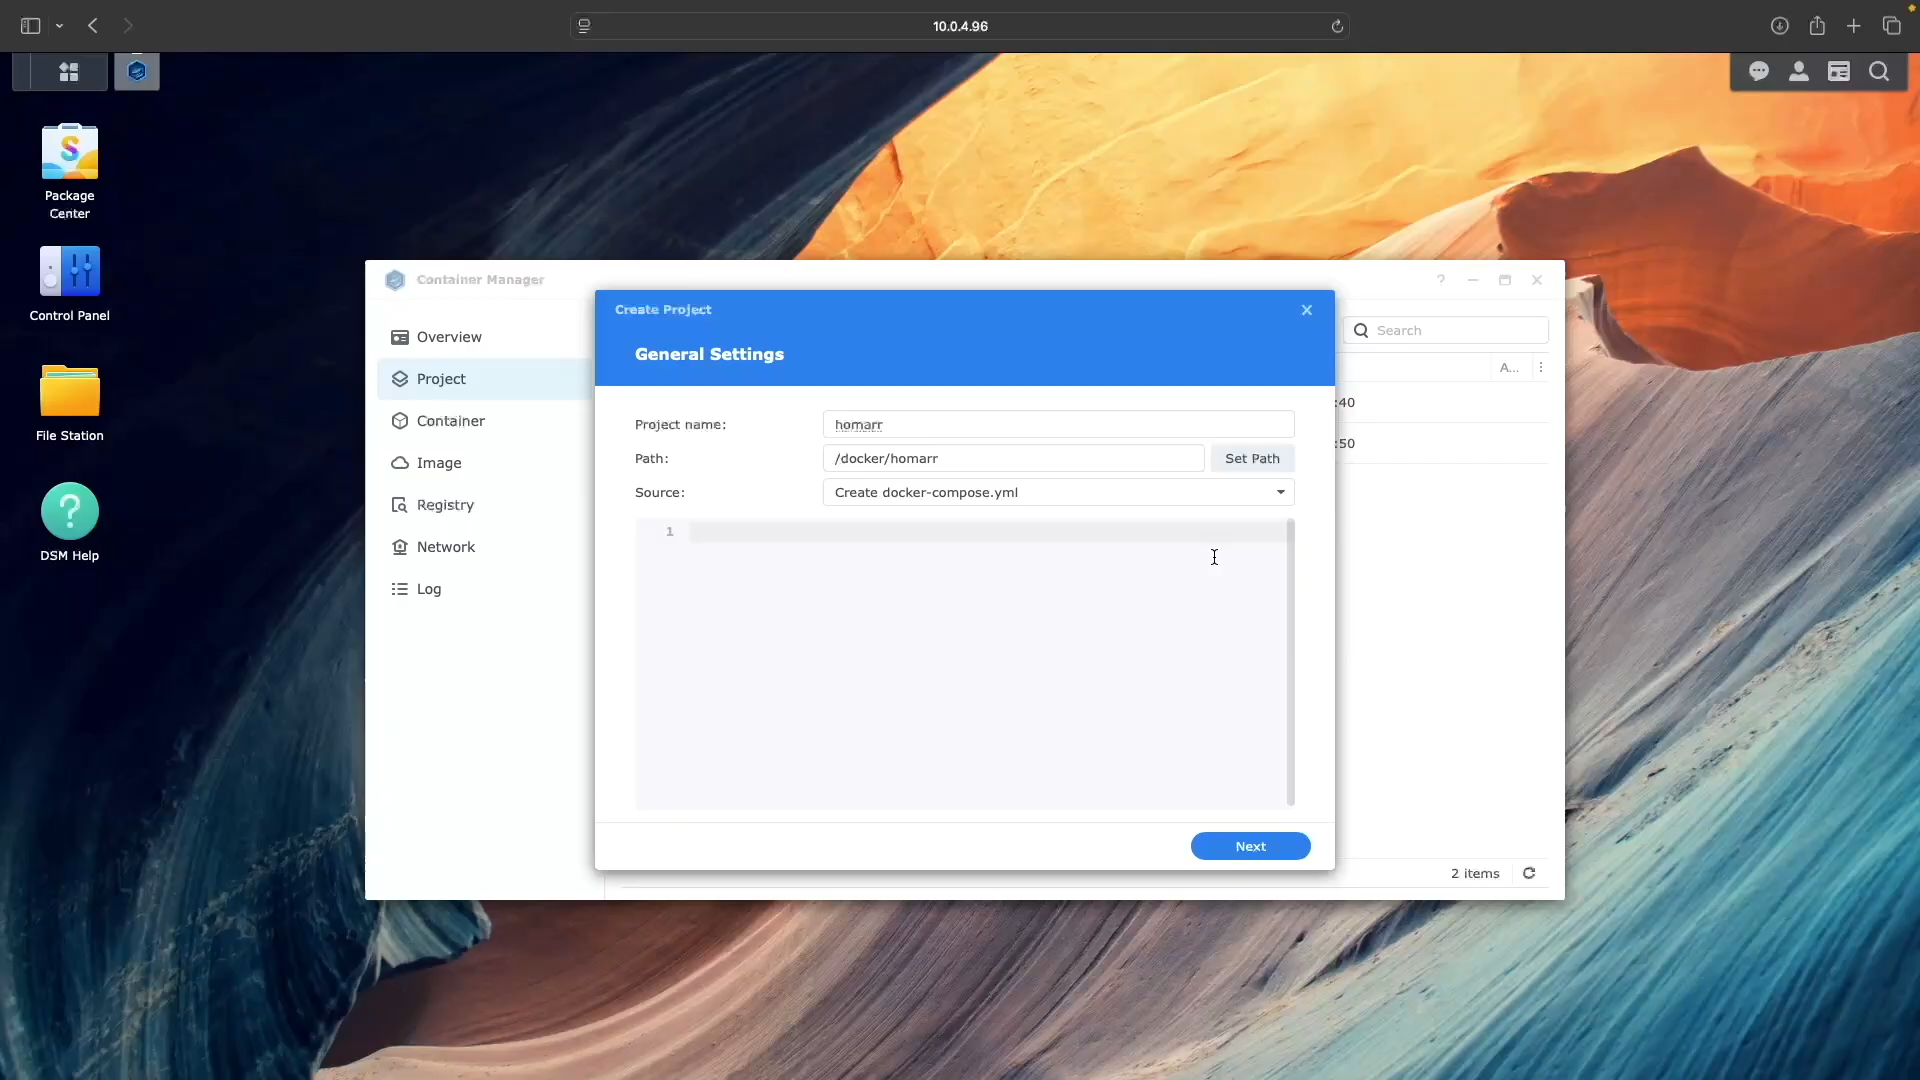 10.0.4.96
Package
Center
Control Panel
File Station
DSM Help
Container Manager
Overview
Project
Container
Image
Registry
Network
Log
Create Project
General Settings
Project name:
homarr
Path:
/docker/homarr
Set Path
Source:
Create docker-compose.yml
1
Next
Search
A...
:40
:50
2 items